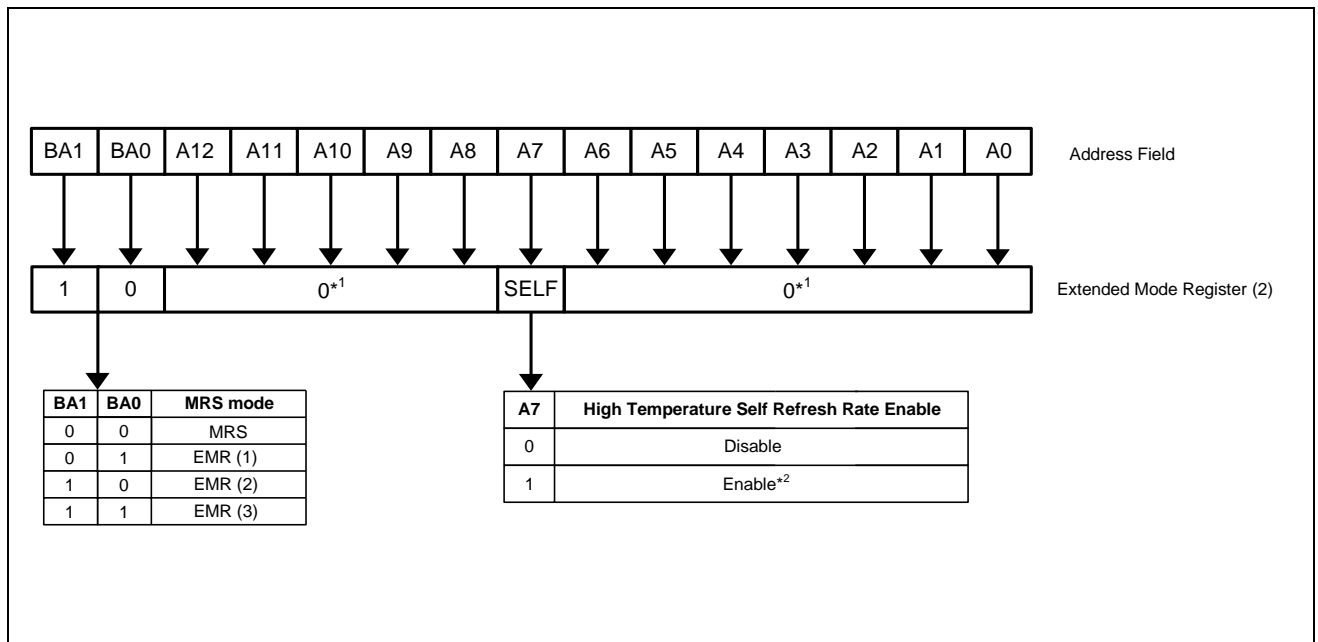 BA1 BA0 A12 A11 A10 A9 A8 A7 A6 A5 A4 A3 A2 A1 A0 Address Field
1 0 0*1 SELF 0*1 Extended Mode Register (2)
BA1 BA0 MRS mode
0 0 MRS
0 1 EMR (1)
1 0 EMR (2)
1 1 EMR (3)
A7 High Temperature Self Refresh Rate Enable
0 Disable
1 Enable*2